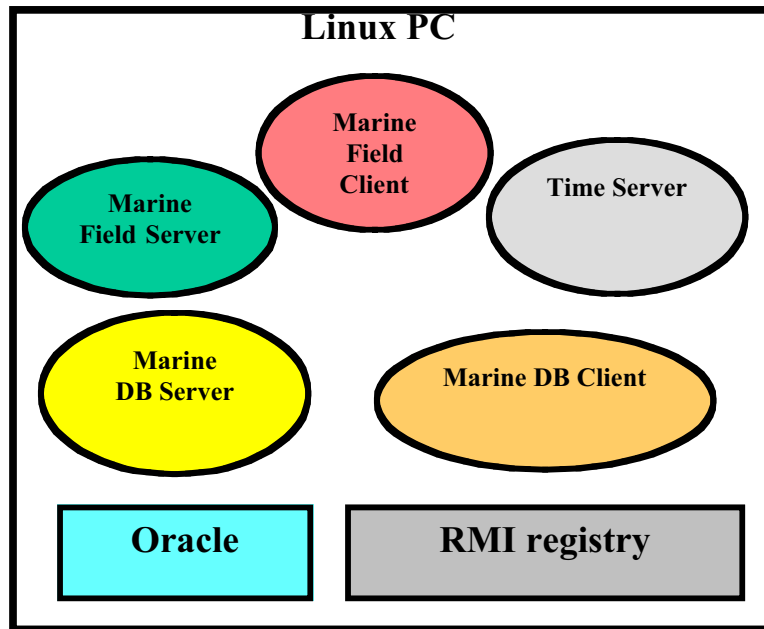 Linux PC
Marine
Field
Client
Time Server
Marine
Field Server
Marine
DB Server
Marine DB Client
Oracle
RMI registry